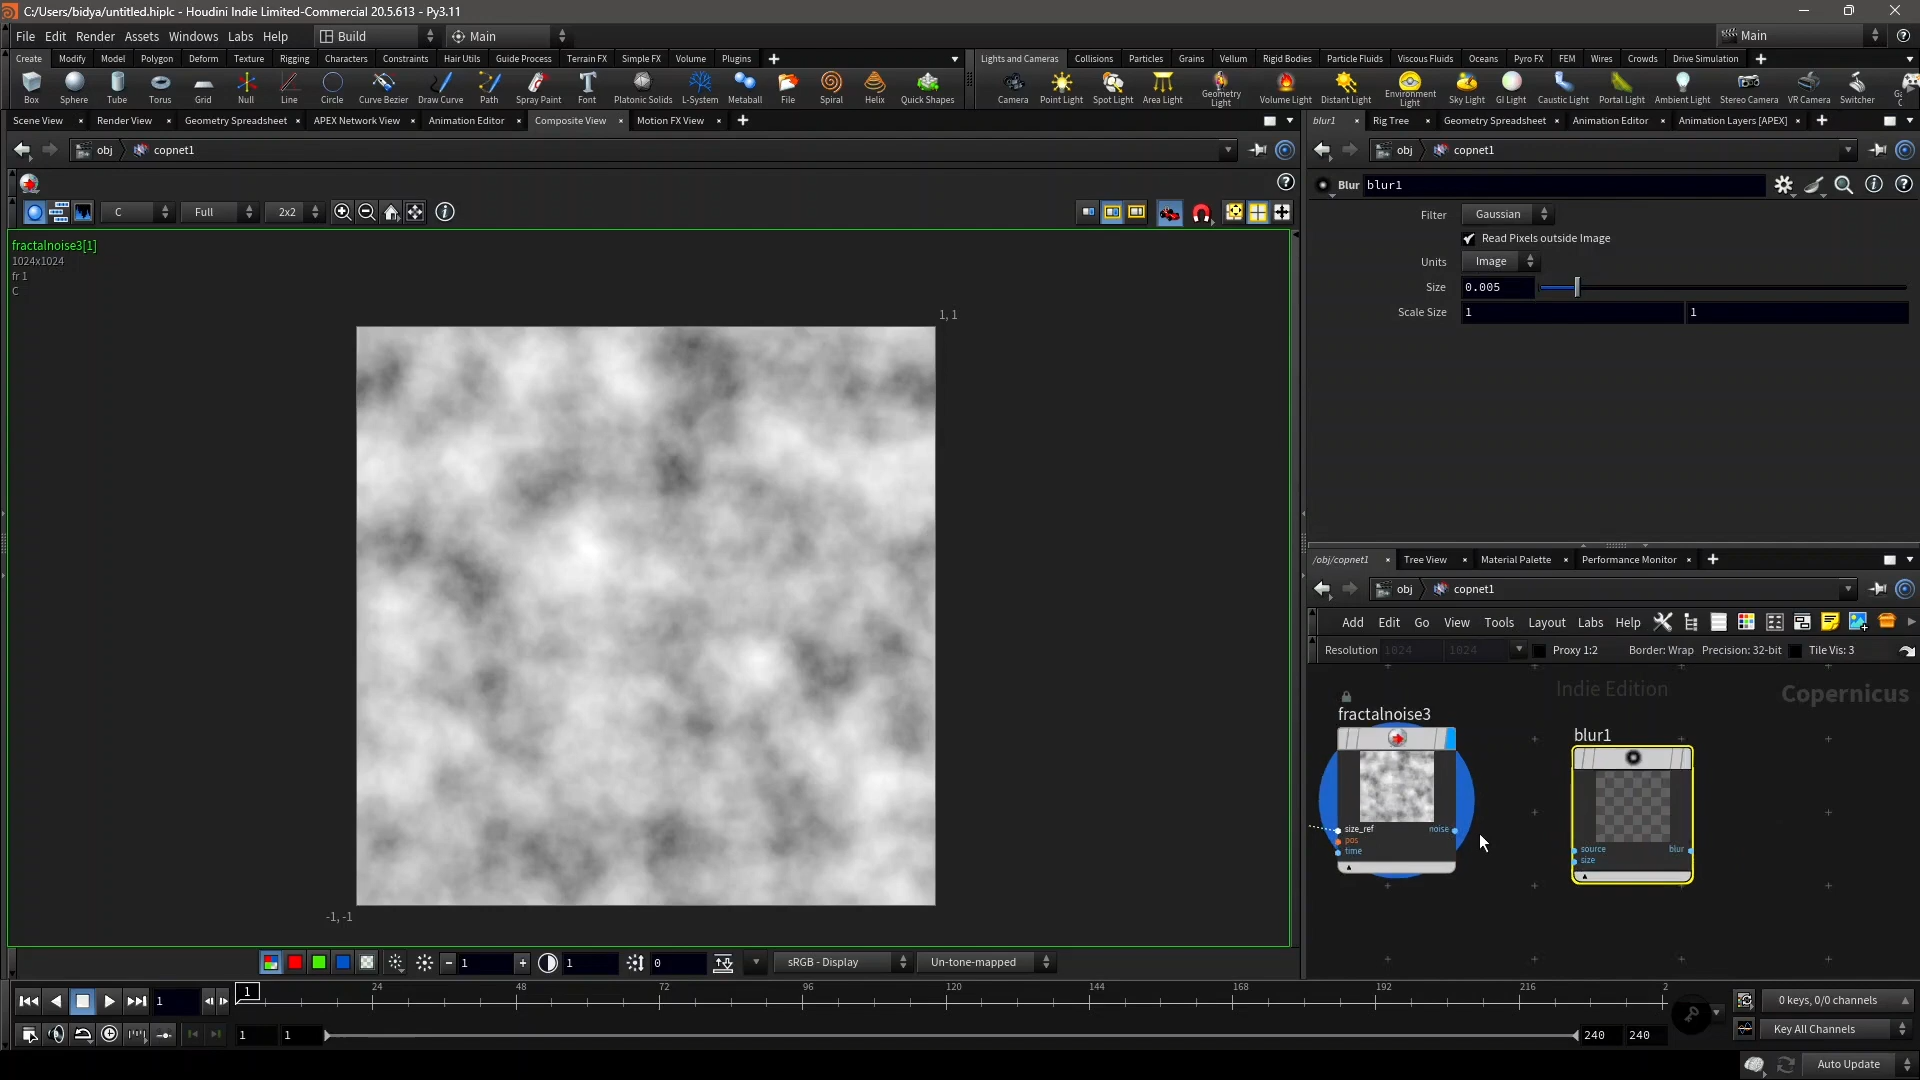 C:/Users/bidya/untitled.hiplc - Houdini Indie Limited-Commercial 20.5.613 - Py3.11
File Edit Render Assets Windows Labs Help Build Main Main
Create Modify Model Polygon Deform Texture Rigging Characters Constraints Hair Utils Guide Process Terrain FX Simple FX Volume Plugins
Lights and Cameras Collisions Particles Grains Vellum Rigid Bodies Particle Fluids Viscous Fluids Oceans Pyro FX FEM Wires Crowds Drive Simulation
Box Sphere Tube Torus Grid Null Line Circle Curve Bezier Draw Curve Path Spray Paint Font Platonic Solids L-System Metaball File Spiral Helix Quick Shapes
Camera Point Light Spot Light Area Light Geometry Light Volume Light Distant Light Environment Light Sky Light GI Light Caustic Light Portal Light Ambient Light Stereo Camera VR Camera Switcher
Scene View Render View Geometry Spreadsheet APEX Network View Animation Editor Composite View Motion FX View
blur1 Rig Tree Geometry Spreadsheet Animation Editor Animation Layers [APEX]
obj copnet1
obj copnet1
Blur blur1
C Full 2x2
Filter Gaussian
Read Pixels outside Image
Units Image
Size 0.005
Scale Size 1 1
fractalnoise3[1]
1024x1024
fr 1
C
1, 1
-1, -1
/obj/copnet1 Tree View Material Palette Performance Monitor
obj copnet1
Add Edit Go View Tools Layout Labs Help
Resolution 1024 1024 Proxy 1:2 Border: Wrap Precision: 32-bit Tile Vis: 3
Indie Edition
Copernicus
fractalnoise3
size_ref noise
pos
time
blur1
source blur
size
1 1 0 sRGB - Display Un-tone-mapped
1 1 24 48 72 96 120 144 168 192 216 2
0 keys, 0/0 channels
1 1 240 240
Key All Channels
Auto Update